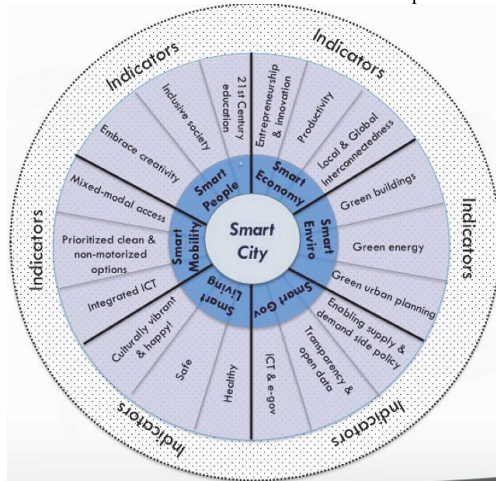 Indicators
Indicators
Indicators
Indicators
Indicators
Indicators
Smart
City
Smart
Economy
Entrepreneurship
& innovation
Productivity
Local & Global
Interconnectedness
Smart
Enviro
Green buildings
Green energy
Green urban planning
Smart Gov
Enabling supply &
demand side policy
Transparency &
open data
ICT & e-gov
Smart
Living
Healthy
Safe
Culturally vibrant
& happy!
Smart
Mobility
Integrated ICT
Prioritized clean &
non-motorized
options
Mixed-modal access
Smart
People
Embrace creativity
Inclusive society
21st Century
education